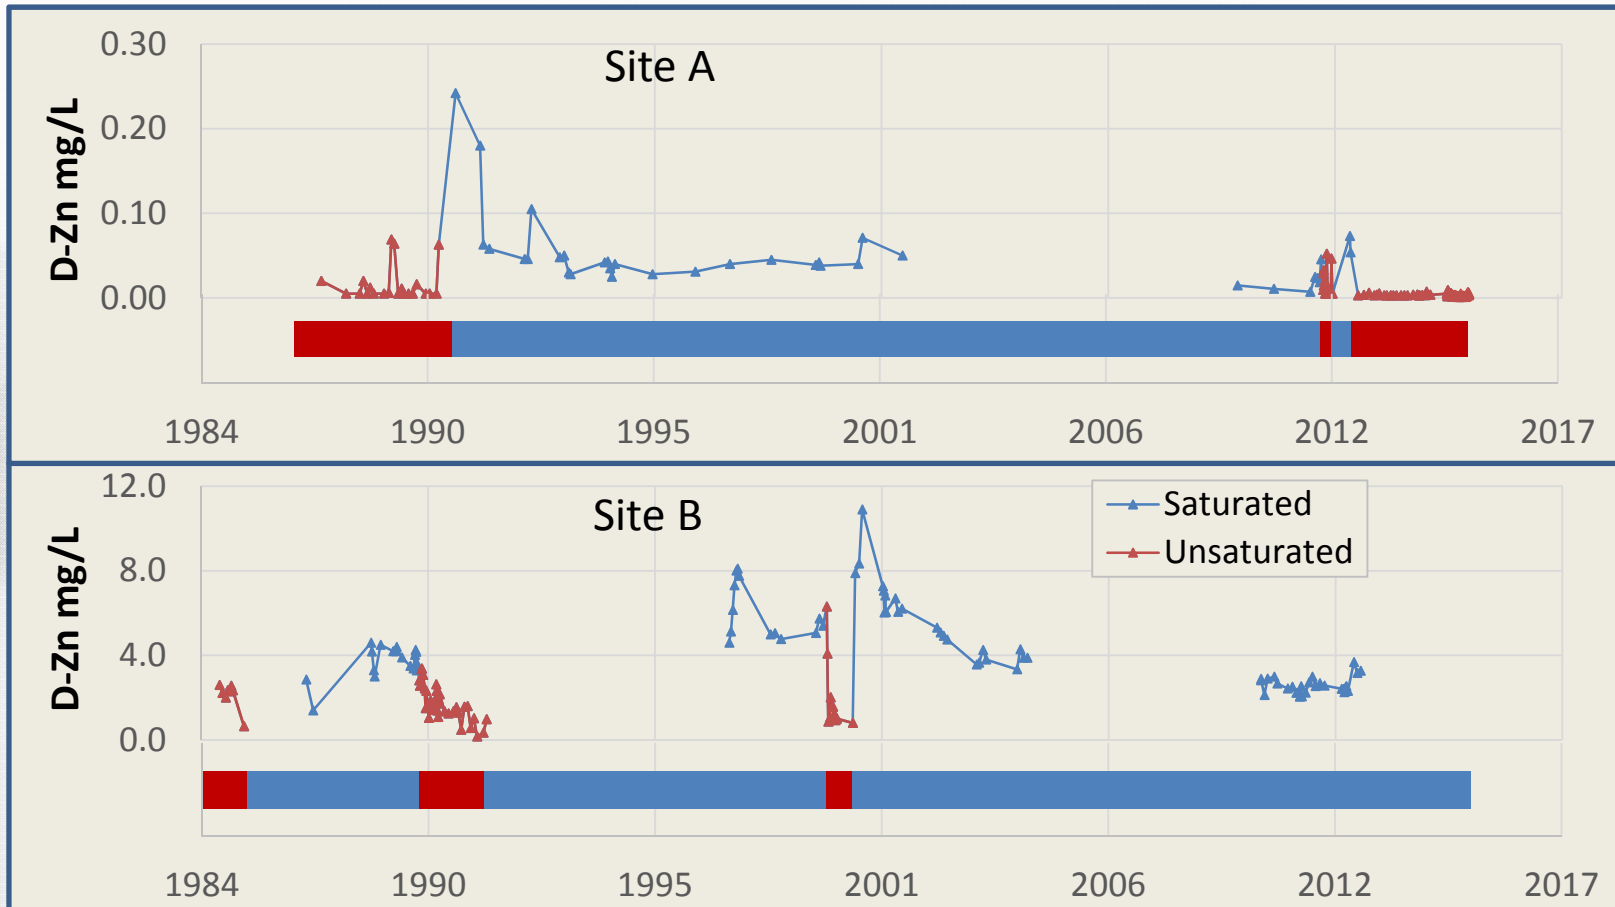 Site A
D-Zn mg/L
0.30
0.20
0.10
0.00
1984 1990 1995 2001 2006 2012 2017
Site B
D-Zn mg/L
12.0
8.0
4.0
0.0
Saturated
Unsaturated
1984 1990 1995 2001 2006 2012 2017